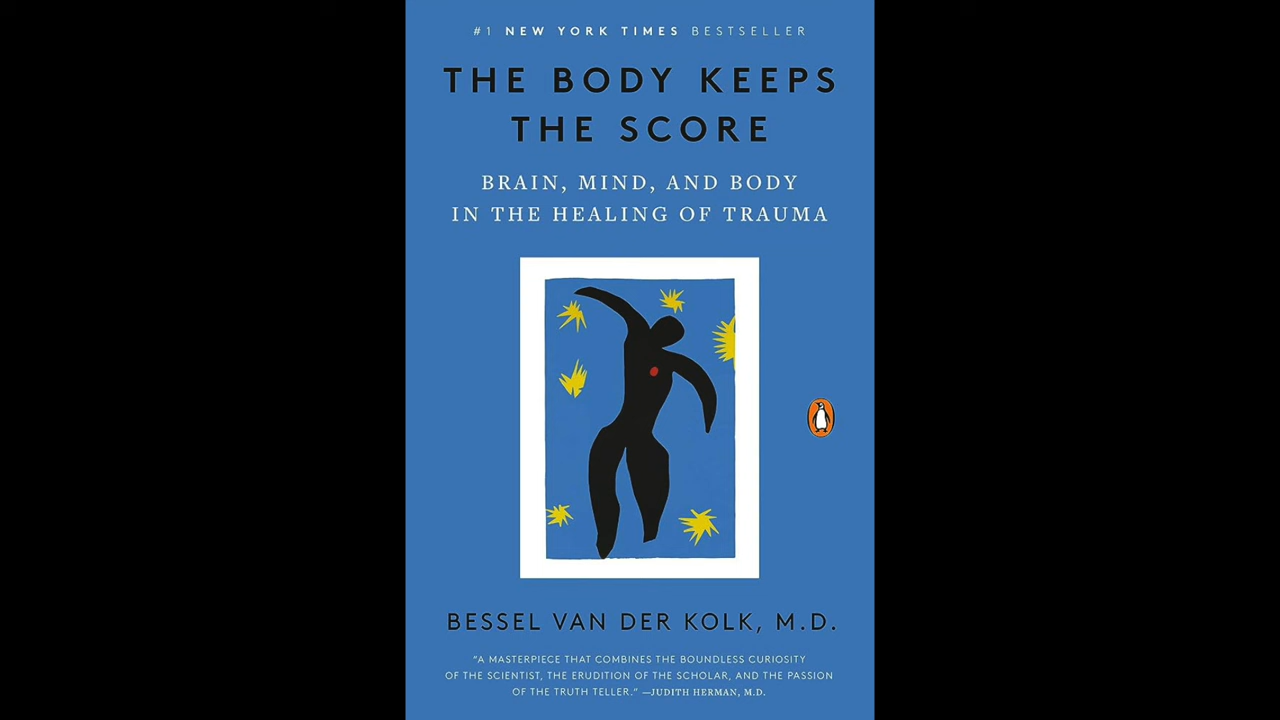 #1 NEW YORK TIMES BESTSELLER
THE BODY KEEPS
THE SCORE
BRAIN, MIND, AND BODY
IN THE HEALING OF TRAUMA
BESSEL VAN DER KOLK, M.D.
“A MASTERPIECE THAT COMBINES THE BOUNDLESS CURIOSITY
OF THE SCIENTIST, THE ERUDITION OF THE SCHOLAR, AND THE PASSION
OF THE TRUTH TELLER.” —JUDITH HERMAN, M.D.